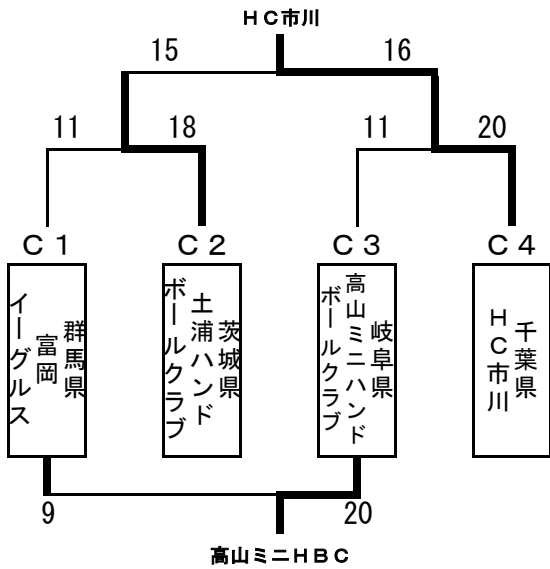 ＨＣ市川
15
16
11
18
11
20
Ｃ１
Ｃ２
Ｃ３
Ｃ４
群馬県
富岡
イーグルス
茨城県
土浦ハンド
ボールクラブ
岐阜県
高山ミニハンド
ボールクラブ
千葉県
ＨＣ市川
9
20
高山ミニＨＢＣ